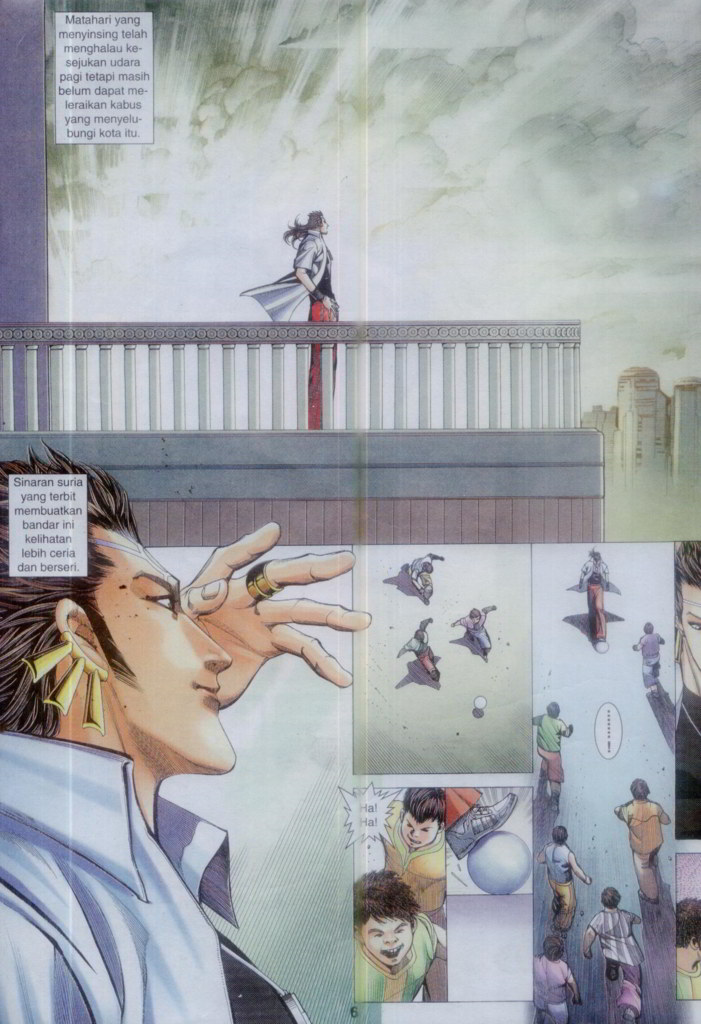 Matahari yang
menyinsing telah
menghalau ke-
sejukan udara
pagi tetapi masih
belum dapat me-
leraikan kabus
yang menyelu-
bungi kota itu.
Sinaran suria
yang terbit
membuatkan
bandar ini
kelihatan
lebih ceria
dan berseri.
........!
Ha!
Ha!
6